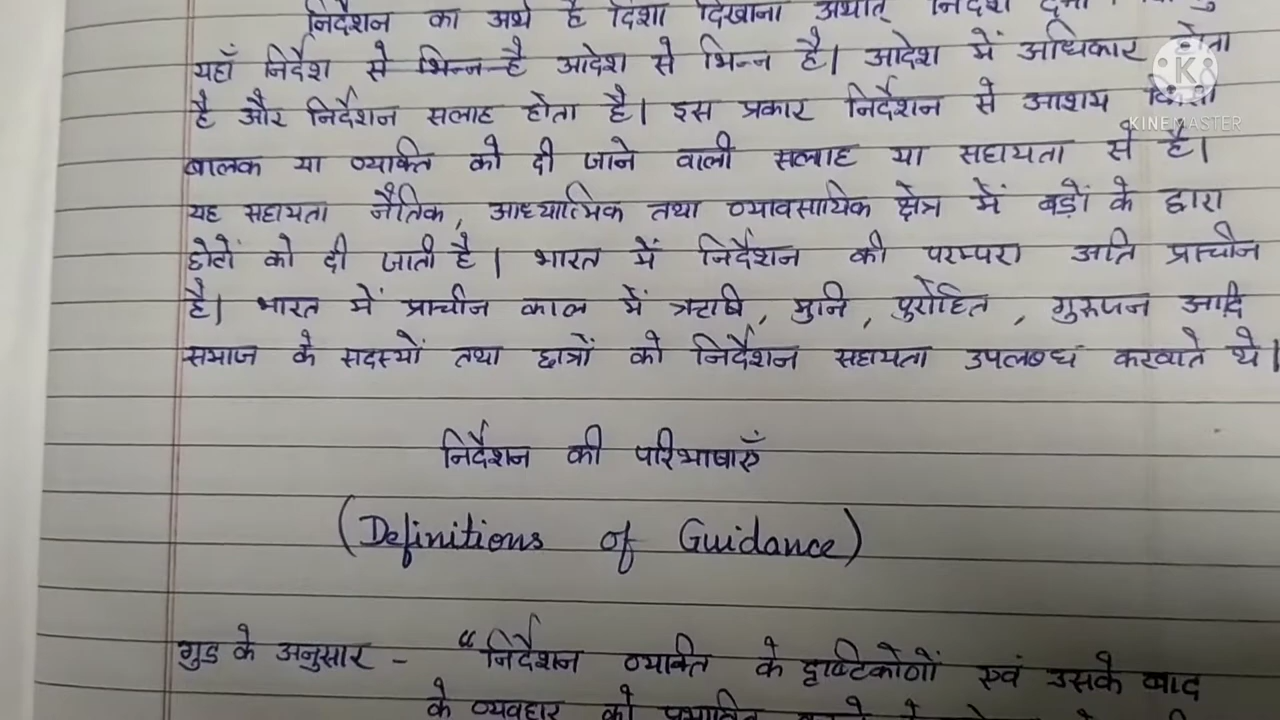 निर्देशन का अर्थ है दिशा दिखाना अर्थात् निर्देश देना।
यहाँ निर्देश से भिन्न है आदेश से भिन्न है। आदेश में अधिकार होता
है और निर्देशन सलाह होता है। इस प्रकार निर्देशन से आशय किसी
बालक या व्यक्ति को दी जाने वाली सलाह या सहायता से है।
यह सहायता नैतिक, आध्यात्मिक तथा व्यावसायिक क्षेत्र में बड़ों के द्वारा
छोटों को दी जाती है। भारत में निर्देशन की परम्परा अति प्राचीन
है। भारत में प्राचीन काल में ऋषि, मुनि, पुरोहित, गुरुजन आदि
समाज के सदस्यों तथा छात्रों को निर्देशन सहायता उपलब्ध करवाते थे।
निर्देशन की परिभाषाएँ
(Definitions of Guidance)
गुड के अनुसार - "निर्देशन व्यक्ति के दृष्टिकोणों एवं उसके बाद
के व्यवहार को प्रभावित करने के
K
KINEMASTER